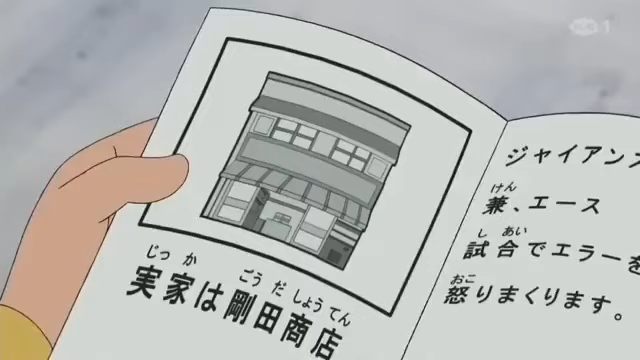 実家は剛田商店
ジャイアンズ
兼、エース
試合でエラーを
怒りまくります。